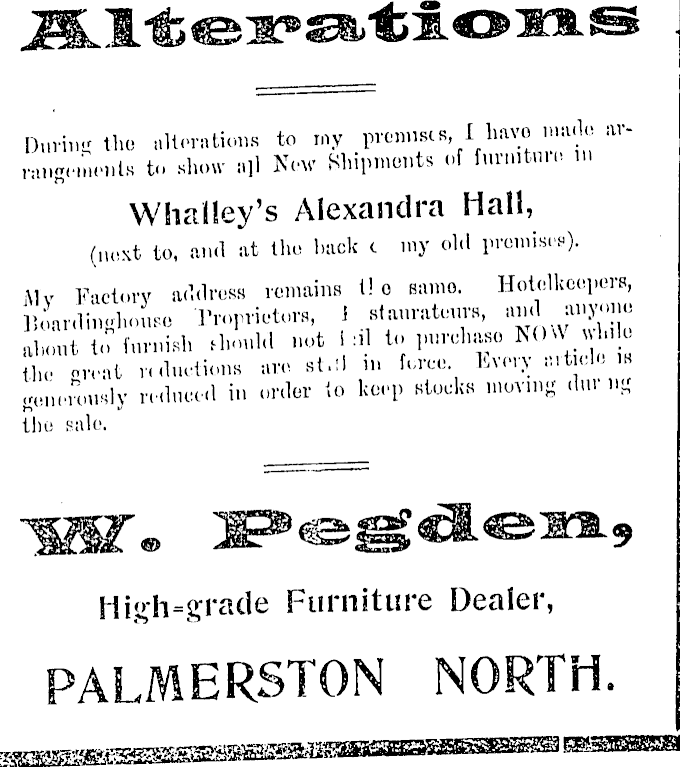 Alterations
During the alterations to my premises, I have made ar-
rangements to show all New Shipments of furniture in
Whalley's Alexandra Hall,
(next to, and at the back my old premises).
My Factory address remains the same. Hotelkeepers,
Boardinghouse Proprietors, Restaurateurs, and anyone
about to furnish should not fail to purchase NOW while
the great reductions are still in force. Every article is
generously reduced in order to keep stocks moving during
the sale.
W. Pegden,
High=grade Furniture Dealer,
PALMERSTON NORTH.